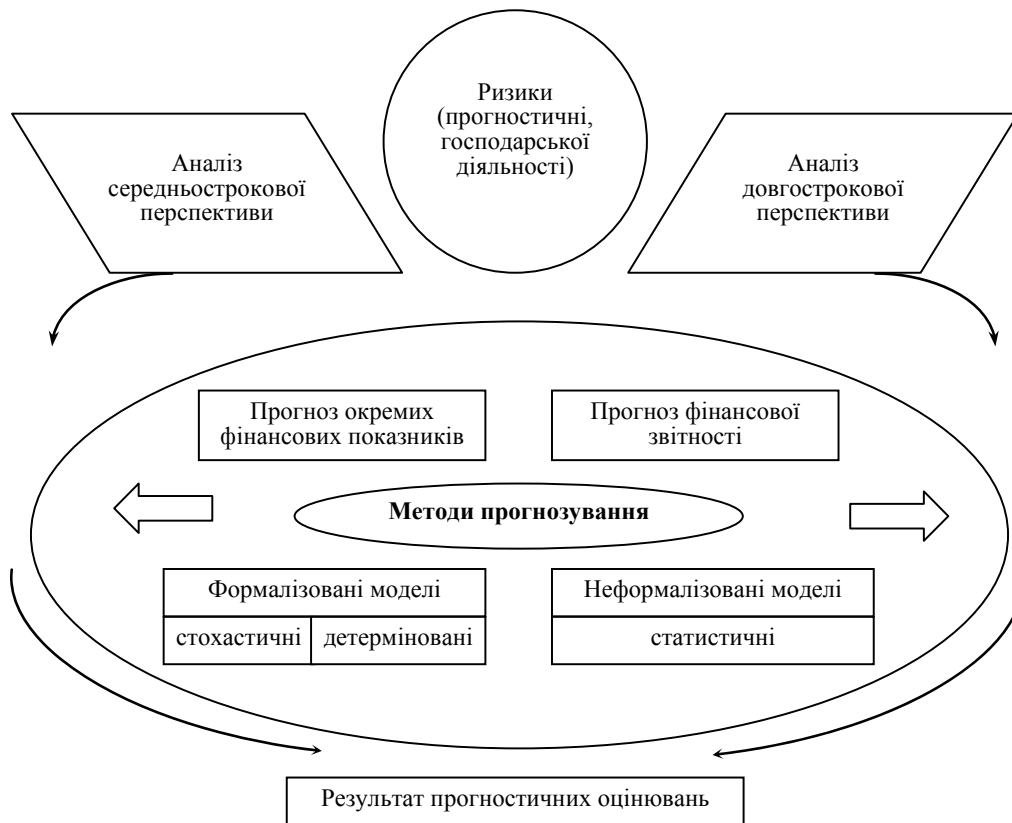 Ризики
(прогностичні,
господарської
діяльності)
Аналіз
середньострокової
перспективи
Аналіз
довгострокової
перспективи
Прогноз окремих
фінансових показників
Прогноз фінансової
звітності
Методи прогнозування
Формалізовані моделі
стохастичні
детерміновані
Неформалізовані моделі
статистичні
Результат прогностичних оцінювань